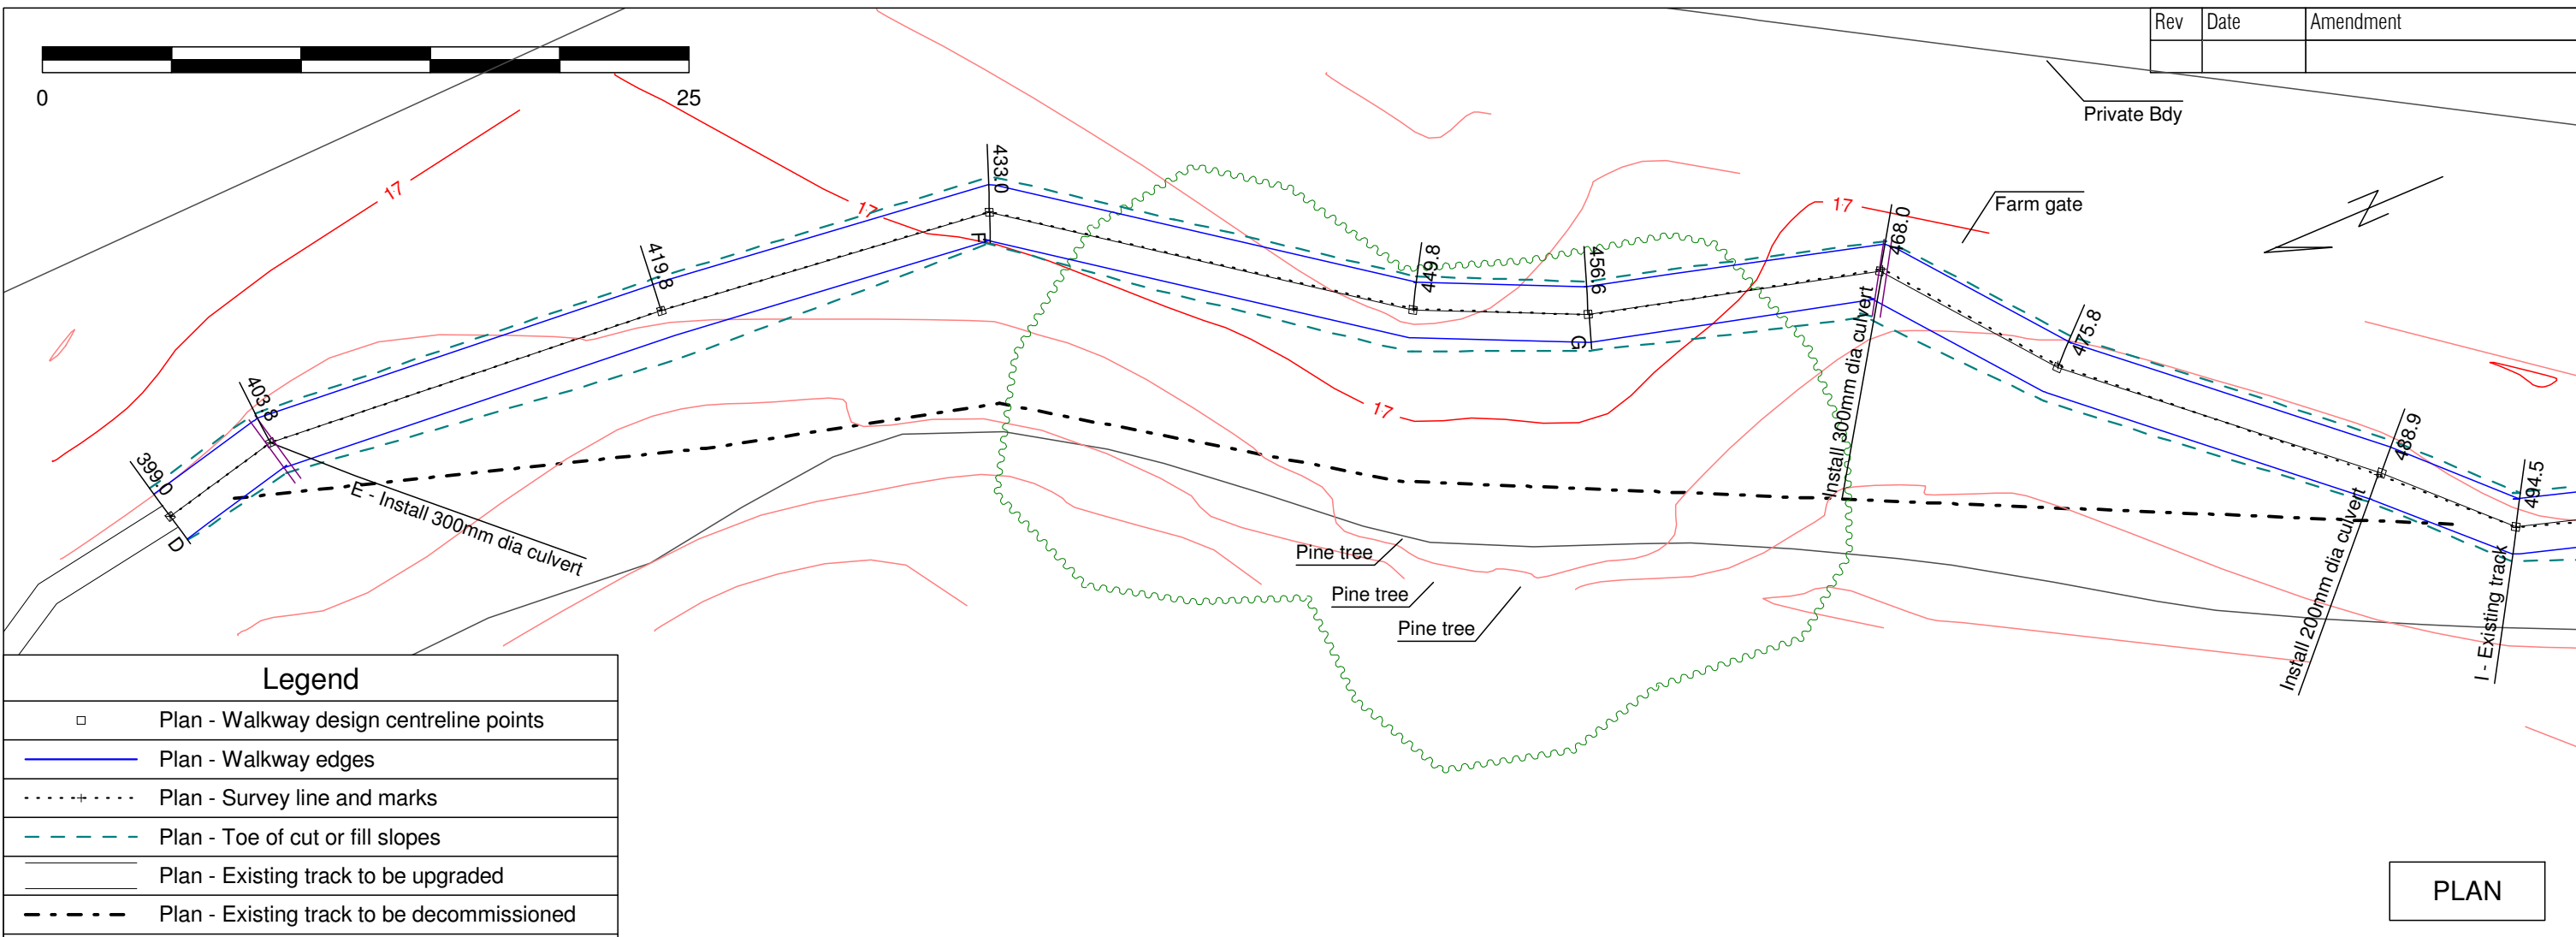 Rev Date Amendment
0 25
Private Bdy
Farm gate
17
17
17
17
399.0
403.8
419.8
433.0
449.8
456.6
468.0
475.8
488.9
494.5
D
E - Install 300mm dia culvert
F
G
Install 300mm dia culvert
Install 200mm dia culvert
I - Existing track
Pine tree
Pine tree
Pine tree
Legend
Plan - Walkway design centreline points
Plan - Walkway edges
Plan - Survey line and marks
Plan - Toe of cut or fill slopes
Plan - Existing track to be upgraded
Plan - Existing track to be decommissioned
PLAN